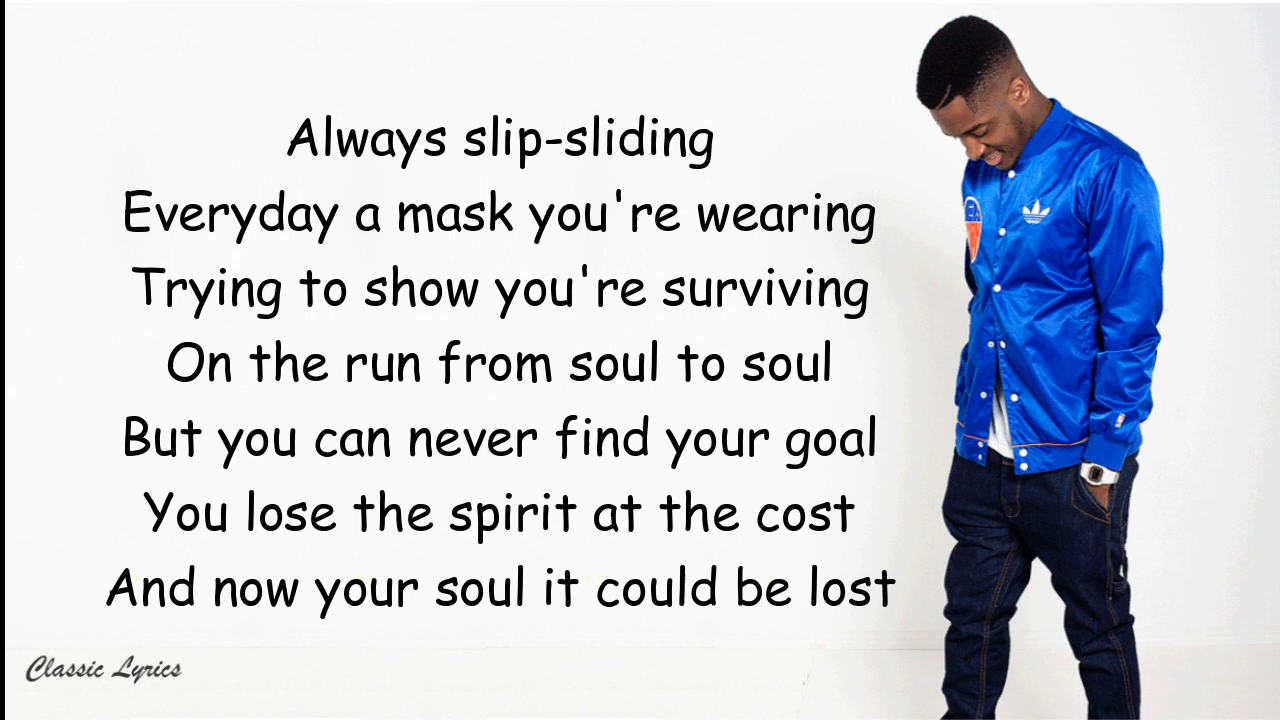 Always slip-sliding
Everyday a mask you're wearing
Trying to show you're surviving
On the run from soul to soul
But you can never find your goal
You lose the spirit at the cost
And now your soul it could be lost
Classic Lyrics